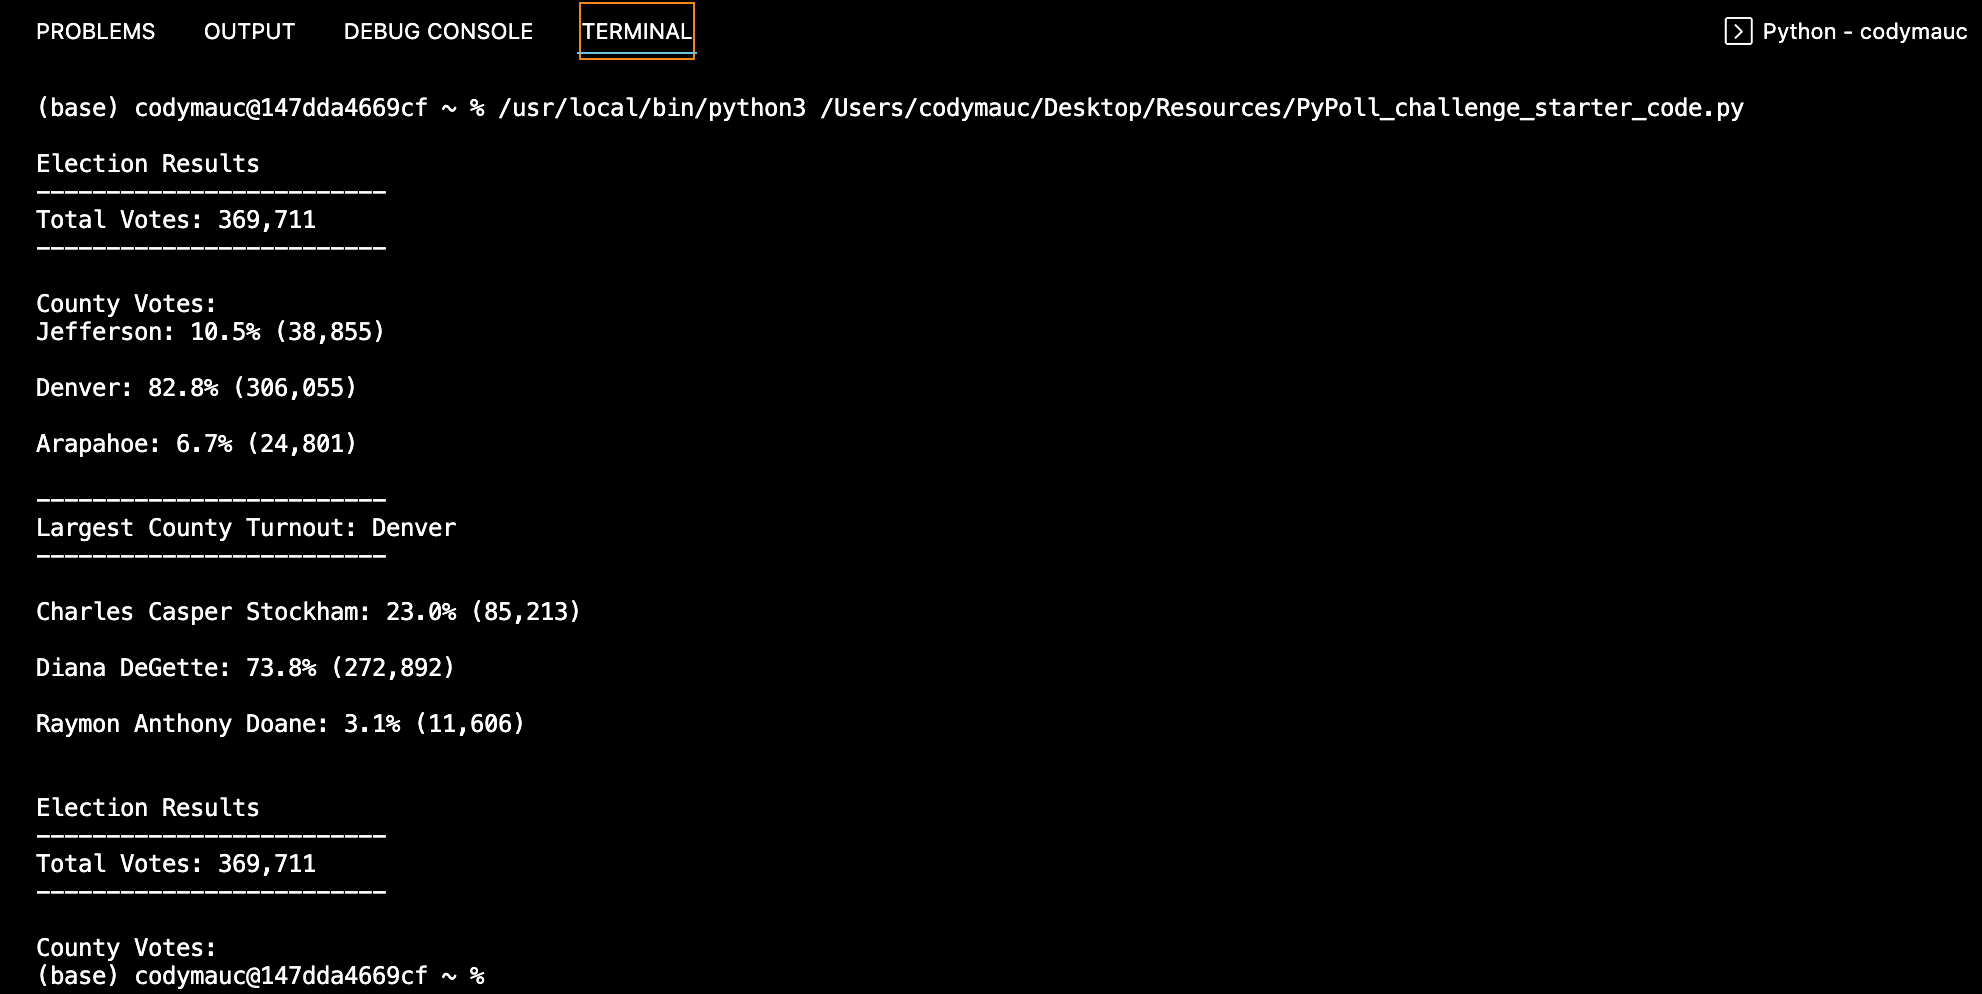 PROBLEMS OUTPUT DEBUG CONSOLE TERMINAL Python - codymauc
(base) codymauc@147dda4669cf ~ % /usr/local/bin/python3 /Users/codymauc/Desktop/Resources/PyPoll_challenge_starter_code.py
Election Results
-------------------------
Total Votes: 369,711
-------------------------
County Votes:
Jefferson: 10.5% (38,855)
Denver: 82.8% (306,055)
Arapahoe: 6.7% (24,801)
-------------------------
Largest County Turnout: Denver
-------------------------
Charles Casper Stockham: 23.0% (85,213)
Diana DeGette: 73.8% (272,892)
Raymon Anthony Doane: 3.1% (11,606)
Election Results
-------------------------
Total Votes: 369,711
-------------------------
County Votes:
(base) codymauc@147dda4669cf ~ %